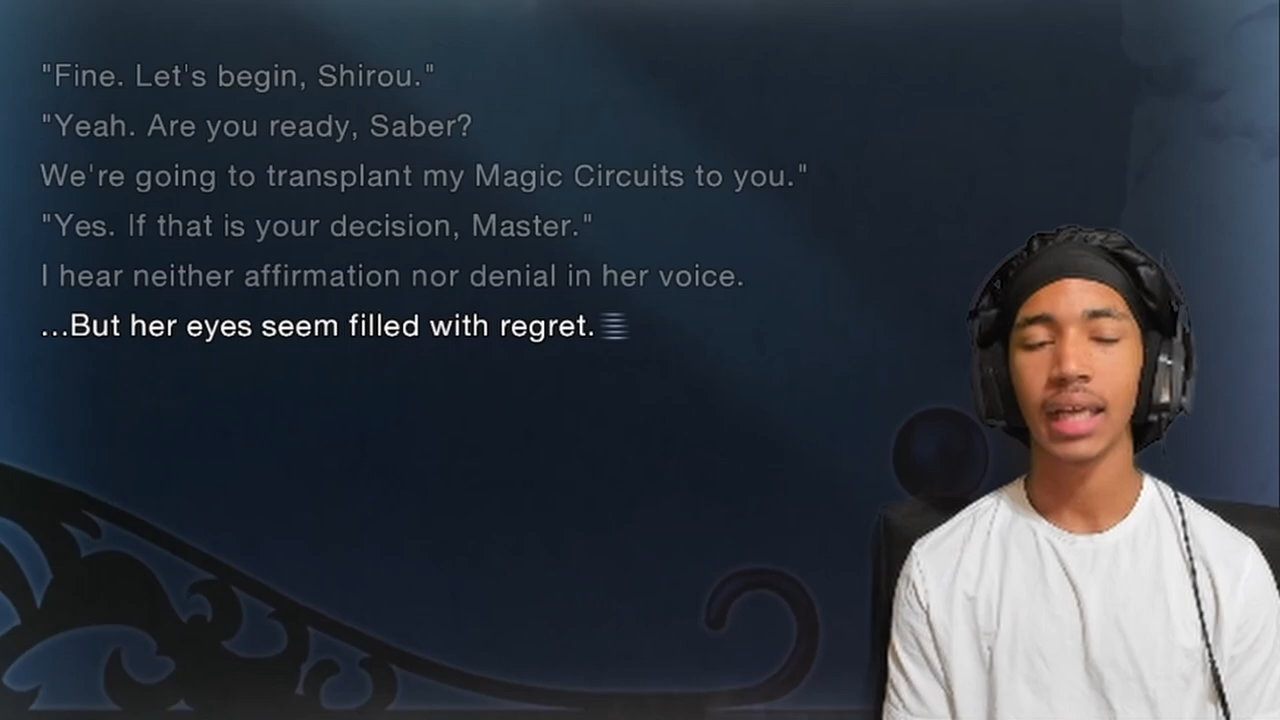 "Fine. Let's begin, Shirou."
"Yeah. Are you ready, Saber?
We're going to transplant my Magic Circuits to you."
"Yes. If that is your decision, Master."
I hear neither affirmation nor denial in her voice.
...But her eyes seem filled with regret.